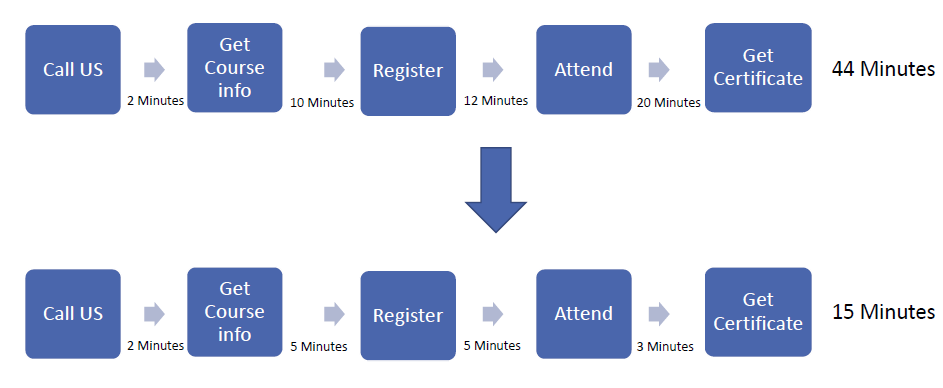 Call US
Get
Course
info
Register
Attend
Get
Certificate
44 Minutes
2 Minutes
10 Minutes
12 Minutes
20 Minutes
Call US
Get
Course
info
Register
Attend
Get
Certificate
15 Minutes
2 Minutes
5 Minutes
5 Minutes
3 Minutes